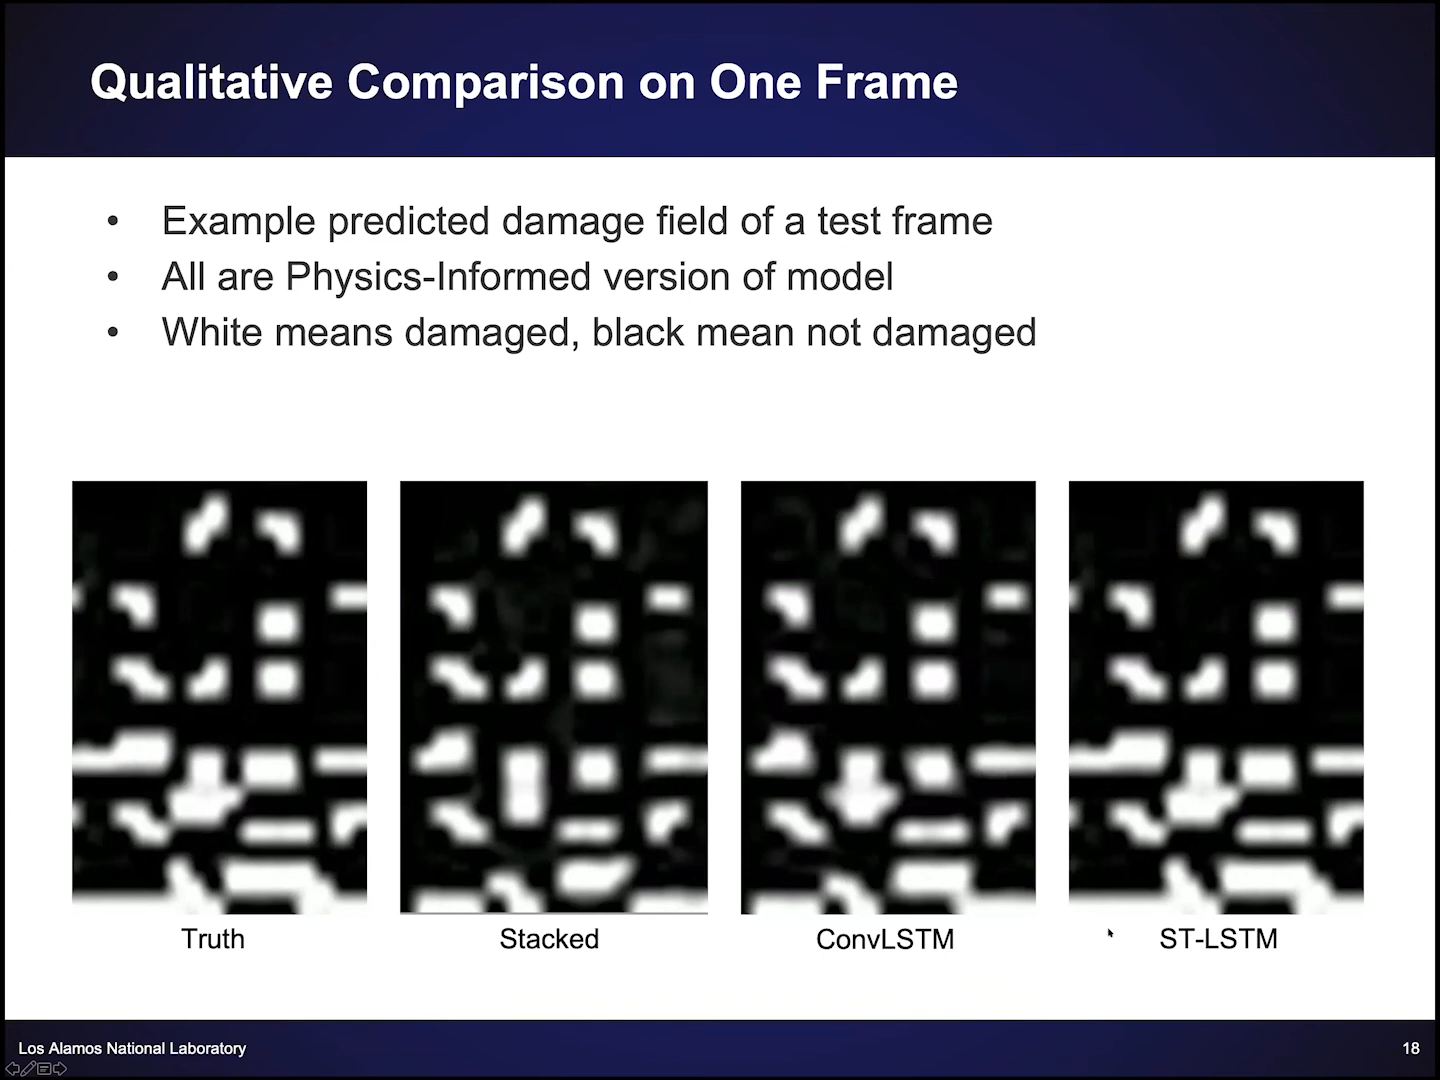 Qualitative Comparison on One Frame
• Example predicted damage field of a test frame
• All are Physics-Informed version of model
• White means damaged, black mean not damaged
Truth
Stacked
ConvLSTM
ST-LSTM
Los Alamos National Laboratory
18